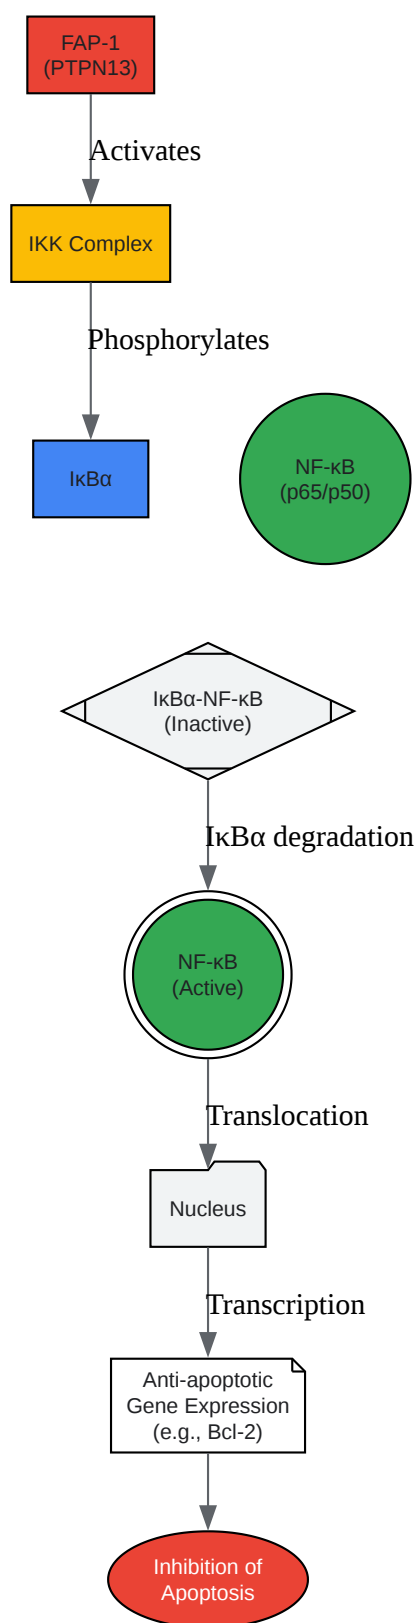 FAP-1
(PTPN13)
Activates
IKK Complex
Phosphorylates
IκBα
NF-κB
(p65/p50)
IκBα-NF-κB
(Inactive)
IκBα degradation
NF-κB
(Active)
Translocation
Nucleus
Transcription
Anti-apoptotic
Gene Expression
(e.g., Bcl-2)
Inhibition of
Apoptosis